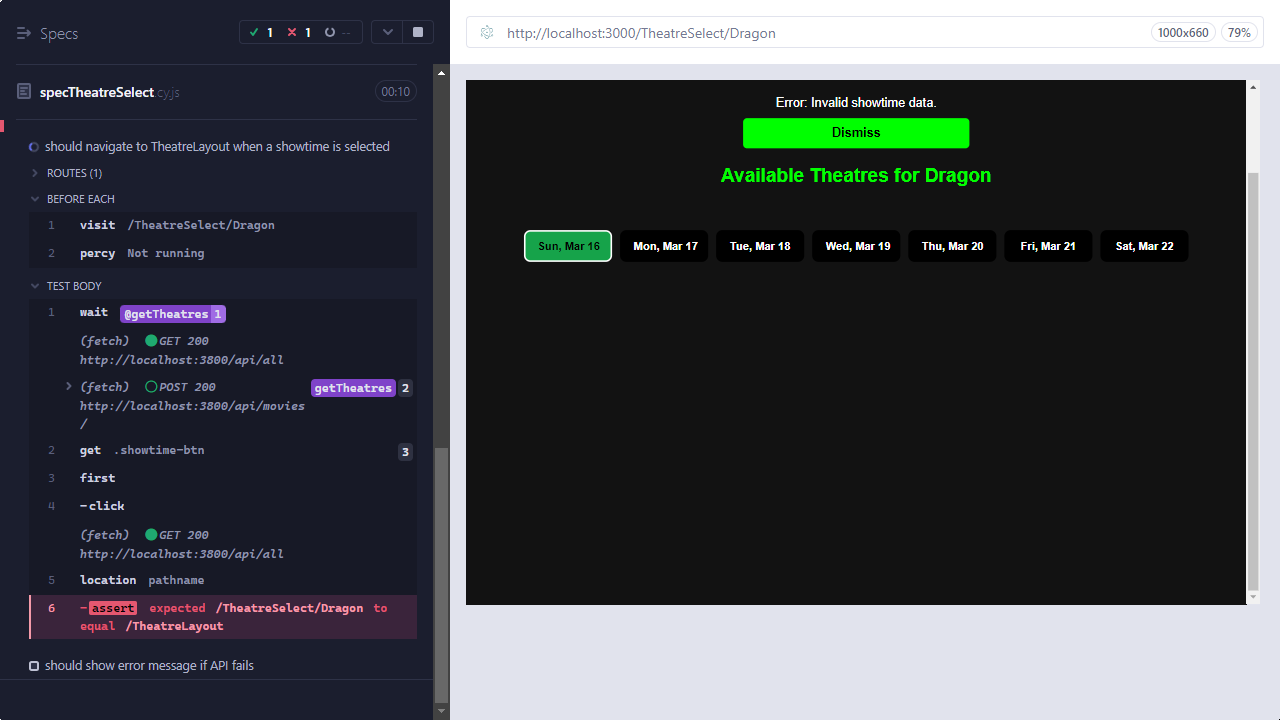 Specs
1 1 --
specTheatreSelect.cy.js 00:10
should navigate to TheatreLayout when a showtime is selected
ROUTES (1)
BEFORE EACH
1 visit /TheatreSelect/Dragon
2 percy Not running
TEST BODY
1 wait @getTheatres 1
(fetch) GET 200
http://localhost:3800/api/all
(fetch) POST 200 getTheatres 2
http://localhost:3800/api/movies
/
2 get .showtime-btn 3
3 first
4 -click
(fetch) GET 200
http://localhost:3800/api/all
5 location pathname
6 -assert expected /TheatreSelect/Dragon to
equal /TheatreLayout
should show error message if API fails
http://localhost:3000/TheatreSelect/Dragon 1000x660 79%
Error: Invalid showtime data.
Dismiss
Available Theatres for Dragon
Sun, Mar 16 Mon, Mar 17 Tue, Mar 18 Wed, Mar 19 Thu, Mar 20 Fri, Mar 21 Sat, Mar 22